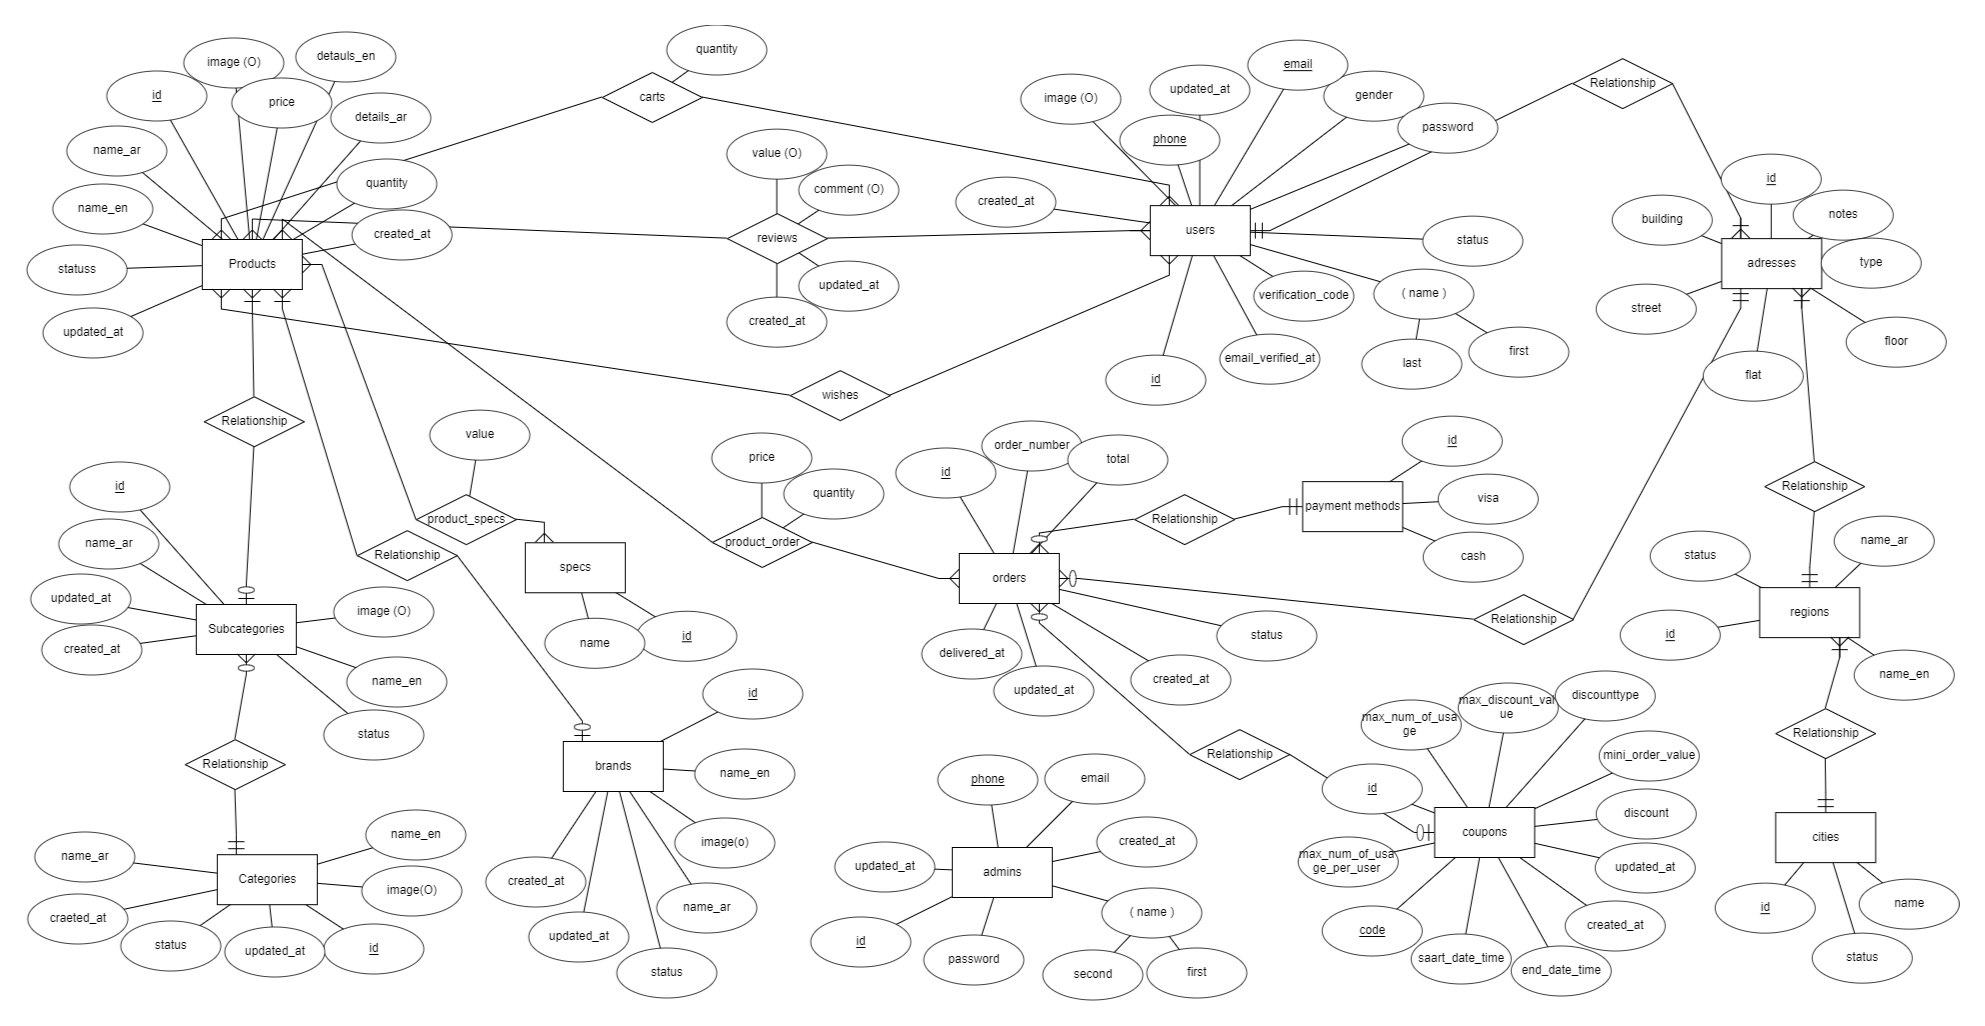 quantity
image (O)
detauls_en
id
price
details_ar
name_ar
quantity
name_en
created_at
statuss
Products
updated_at
carts
value (O)
comment (O)
reviews
updated_at
created_at
wishes
image (O)
updated_at
email
gender
phone
password
created_at
users
status
verification_code
( name )
email_verified_at
last
first
id
Relationship
id
building
notes
adresses
type
street
floor
flat
Relationship
value
product_specs
Relationship
specs
name
id
price
quantity
product_order
id
order_number
total
orders
delivered_at
updated_at
created_at
status
Relationship
id
payment methods
visa
cash
Relationship
Relationship
status
name_ar
regions
id
name_en
Relationship
cities
id
name
status
id
name_ar
updated_at
created_at
Subcategories
image (O)
name_en
status
Relationship
name_ar
name_en
Categories
image(O)
craeted_at
status
updated_at
id
id
brands
name_en
image(o)
created_at
name_ar
updated_at
status
phone
email
created_at
updated_at
admins
( name )
id
password
second
first
Relationship
max_num_of_usa
ge
max_discount_val
ue
discounttype
mini_order_value
id
discount
coupons
max_num_of_usa
ge_per_user
updated_at
code
created_at
saart_date_time
end_date_time